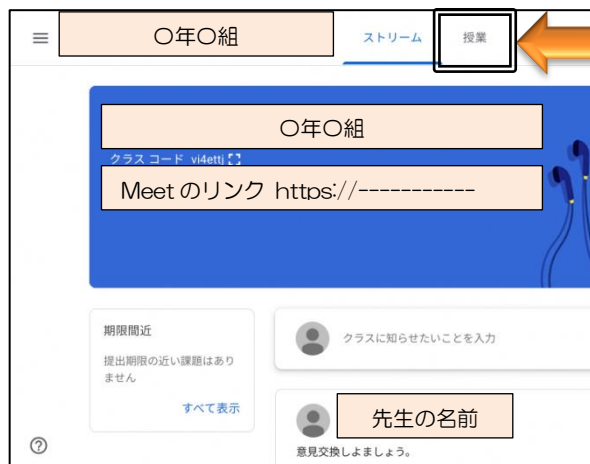 〇年〇組
ストリーム
授業
〇年〇組
クラス コード vi4ettj
Meet のリンク https://-----------
期限間近
提出期限の近い課題はあり
ません
すべて表示
クラスに知らせたいことを入力
先生の名前
意見交換しよましょう。